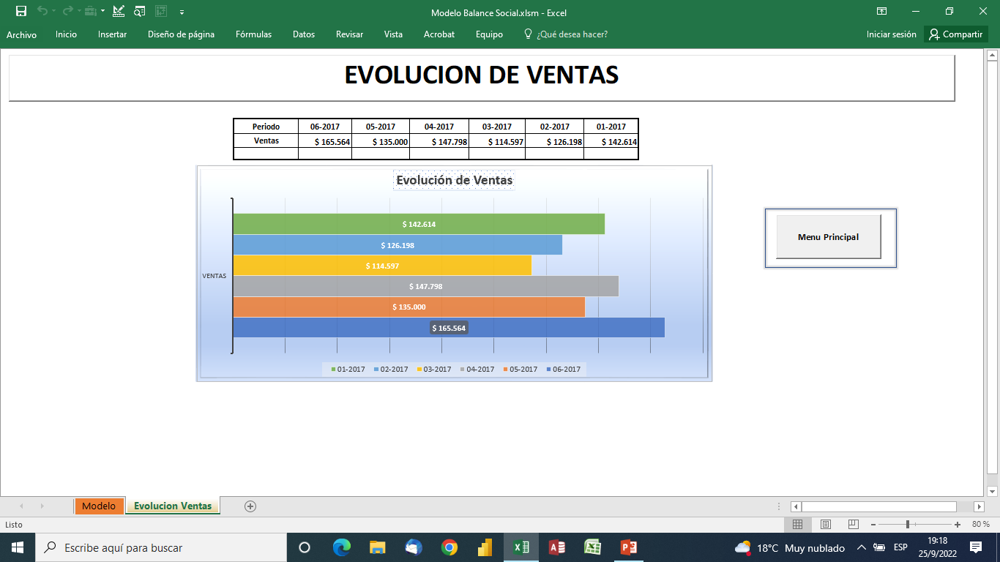 Modelo Balance Social.xlsm - Excel
Archivo Inicio Insertar Diseño de página Fórmulas Datos Revisar Vista Acrobat Equipo ¿Qué desea hacer? Iniciar sesión Compartir
EVOLUCION DE VENTAS
Periodo 06-2017 05-2017 04-2017 03-2017 02-2017 01-2017
Ventas $ 165.564 $ 135.000 $ 147.798 $ 114.597 $ 126.198 $ 142.614
Evolución de Ventas
$ 142.614
$ 126.198
$ 114.597
VENTAS
$ 147.798
$ 135.000
$ 165.564
01-2017 02-2017 03-2017 04-2017 05-2017 06-2017
Menu Principal
Modelo Evolucion Ventas
Listo
80 %
Escribe aquí para buscar
18°C Muy nublado
ESP
19:18
25/9/2022